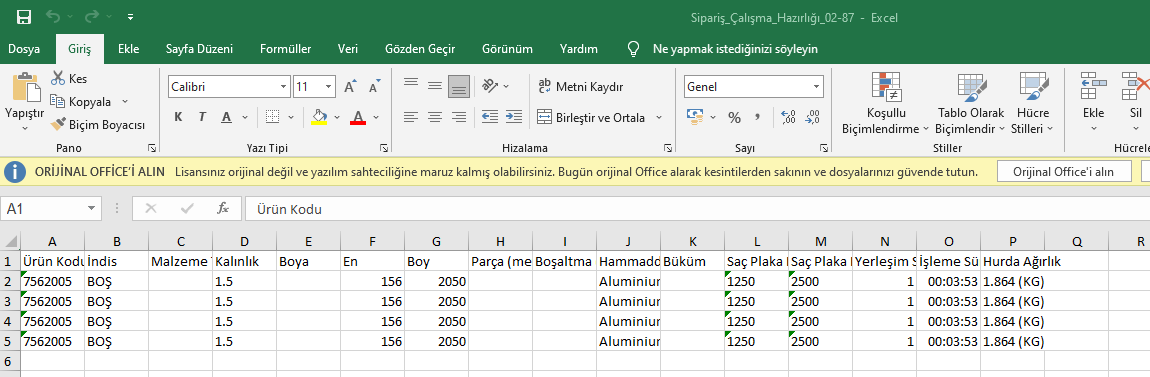 Sipariş_Çalışma_Hazırlığı_02-87 - Excel
Dosya Giriş Ekle Sayfa Düzeni Formüller Veri Gözden Geçir Görünüm Yardım Ne yapmak istediğinizi söyleyin
Yapıştır
Kes
Kopyala
Biçim Boyacısı
Pano
Calibri 11 A A
K T A
Yazı Tipi
ab Metni Kaydır
Birleştir ve Ortala
Hizalama
Genel
%
Sayı
Koşullu Biçimlendirme
Tablo Olarak Biçimlendir
Hücre Stilleri
Stiller
Ekle Sil
Hücrele
ORİJİNAL OFFİCE'İ ALIN Lisansınız orijinal değil ve yazılım sahteciliğine maruz kalmış olabilirsiniz. Bugün orijinal Office alarak kesintilerden sakının ve dosyalarınızı güvende tutun. Orijinal Office'i alın
A1 fx Ürün Kodu
A B C D E F G H I J K L M N O P Q R
1 Ürün Kodu İndis Malzeme Kalınlık Boya En Boy Parça (me Boşaltma Hammadd Büküm Saç Plaka Saç Plaka Yerleşim S İşleme Sü Hurda Ağırlık
2 7562005 BOŞ 1.5 156 2050 Aluminiur 1250 2500 1 00:03:53 1.864 (KG)
3 7562005 BOŞ 1.5 156 2050 Aluminiur 1250 2500 1 00:03:53 1.864 (KG)
4 7562005 BOŞ 1.5 156 2050 Aluminiur 1250 2500 1 00:03:53 1.864 (KG)
5 7562005 BOŞ 1.5 156 2050 Aluminiur 1250 2500 1 00:03:53 1.864 (KG)
6